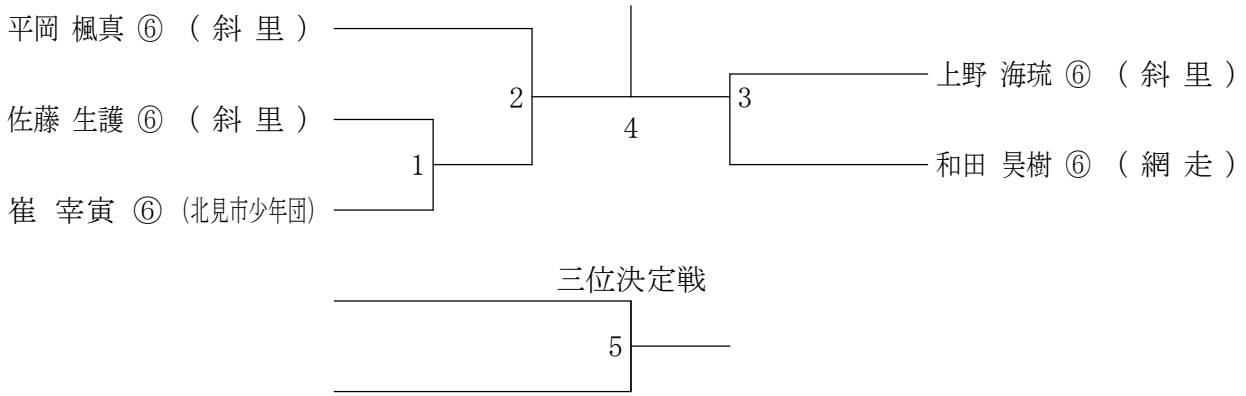 平岡 楓真 ⑥ ( 斜 里 )
佐藤 生護 ⑥ ( 斜 里 )
崔 宰寅 ⑥ (北見市少年団)
1
2
4
3
上野 海琉 ⑥ ( 斜 里 )
和田 昊樹 ⑥ ( 網 走 )
三位決定戦
5